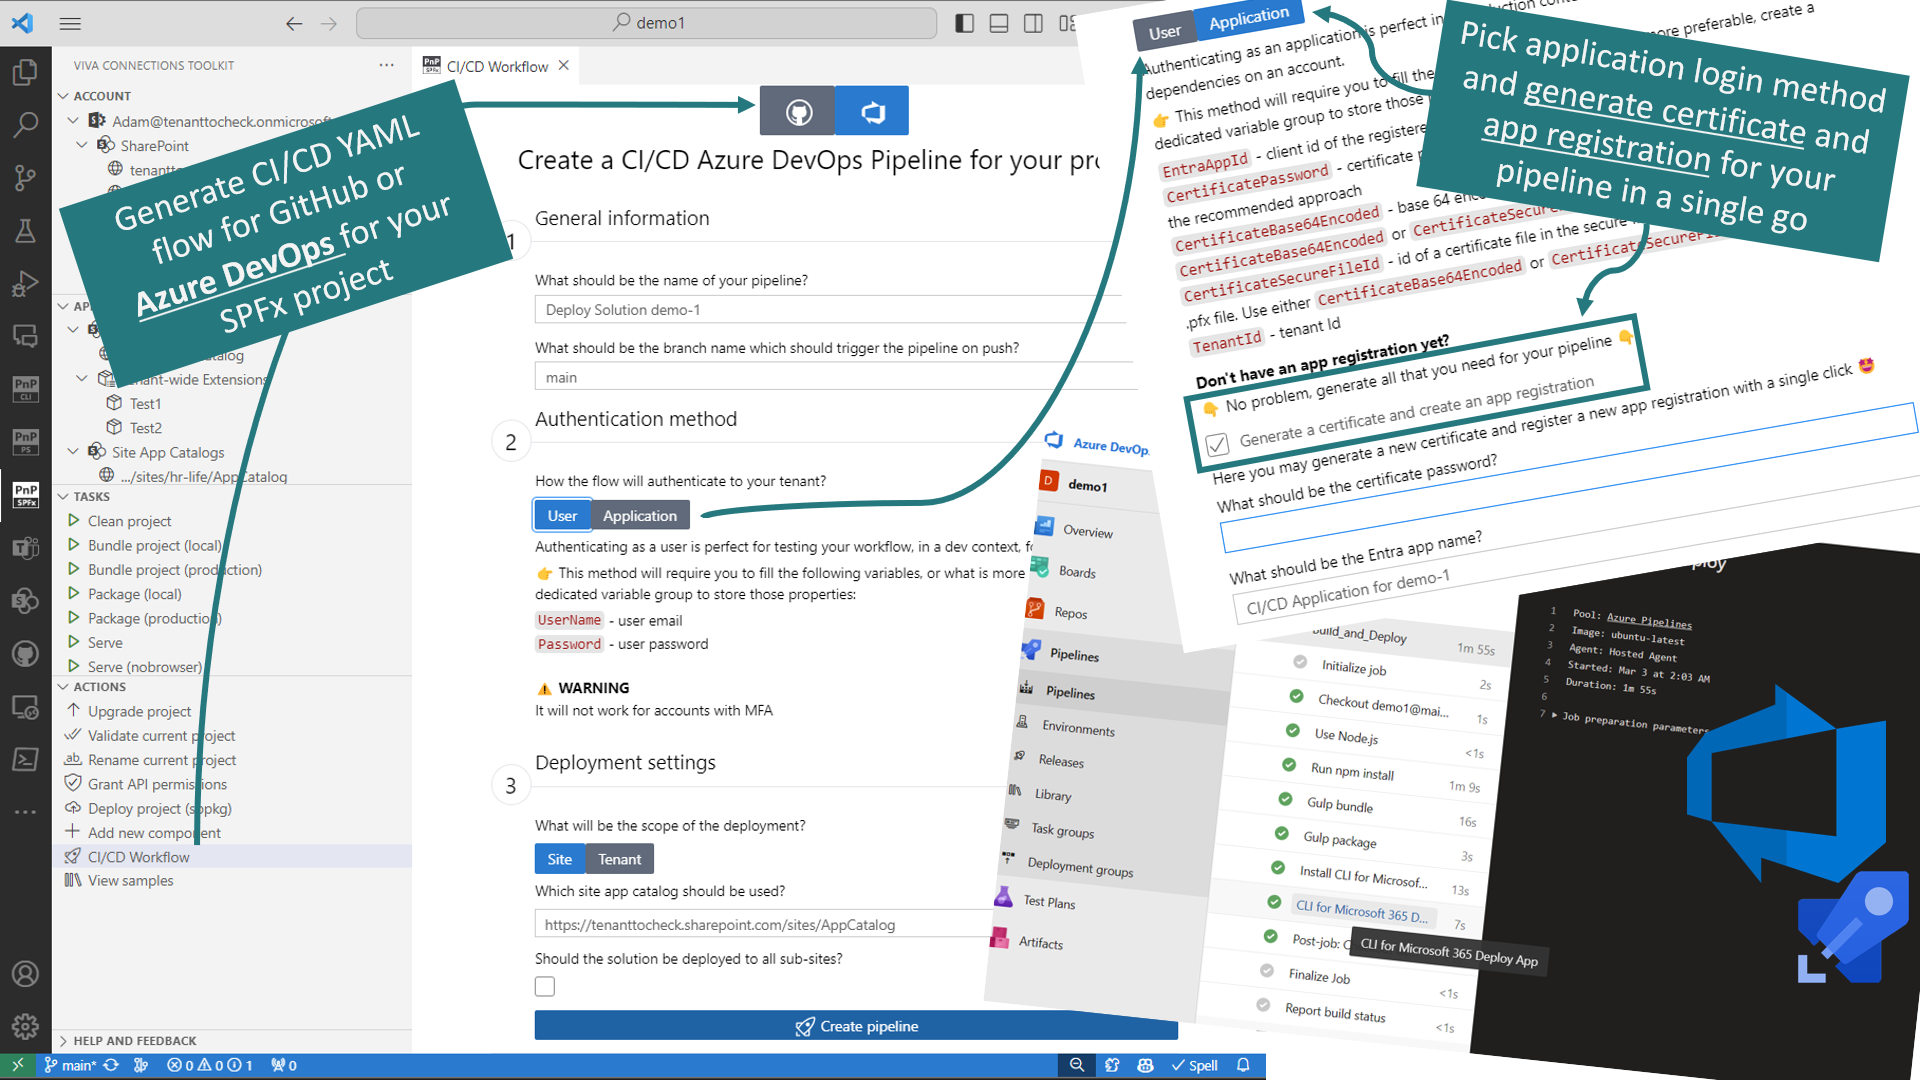 demo1
VIVA CONNECTIONS TOOLKIT
ACCOUNT
Adam@tenanttocheck.onmicrosoft
SharePoint
Tenant-wide Extensions
Test1
Test2
Site App Catalogs
.../sites/hr-life/AppCatalog
TASKS
Clean project
Bundle project (local)
Bundle project (production)
Package (local)
Package (production)
Serve
Serve (nobrowser)
ACTIONS
Upgrade project
Validate current project
Rename current project
Grant API permissions
Deploy project (sppkg)
Add new component
CI/CD Workflow
View samples
HELP AND FEEDBACK
main*
0 0 1
0
Spell
PnP
CLI
PnP
PS
PnP
SPFx
Generate CI/CD YAML
flow for GitHub or
Azure DevOps for your
SPFx project
PnP
SPFx
CI/CD Workflow
Create a CI/CD Azure DevOps Pipeline for your
1
General information
What should be the name of your pipeline?
Deploy Solution demo-1
What should be the branch name which should trigger the pipeline on push?
main
2
Authentication method
How the flow will authenticate to your tenant?
User
Application
Authenticating as a user is perfect for testing your workflow, in a dev context,
👉 This method will require you to fill the following variables, or what is more
dedicated variable group to store those properties:
UserName - user email
Password - user password
⚠ WARNING
It will not work for accounts with MFA
3
Deployment settings
What will be the scope of the deployment?
Site
Tenant
Which site app catalog should be used?
https://tenanttocheck.sharepoint.com/sites/AppCatalog
Should the solution be deployed to all sub-sites?
Create pipeline
User
Application
Authenticating as an application is perfect in
more preferable, create a
dependencies on an account.
👉 This method will require you to fill the
dedicated variable group to store those
EntraAppId - client id of the registere
CertificatePassword - certificate
the recommended approach
CertificateBase64Encoded - base 64
CertificateBase64Encoded or
CertificateSecureFileId - id of a certificate file in the secure
.pfx file. Use either CertificateBase64Encoded or
TenantId - tenant Id
Don't have an app registration yet?
👇 No problem, generate all that you need for your pipeline 👇
Generate a certificate and create an app registration
Here you may generate a new certificate and register a new app registration with a single click 🤩
What should be the certificate password?
What should be the Entra app name?
CI/CD Application for demo-1
Pick application login method
and generate certificate and
app registration for your
pipeline in a single go
Azure DevOp
D
demo1
Overview
Boards
Repos
Pipelines
Pipelines
Environments
Releases
Library
Task groups
Deployment groups
Test Plans
Artifacts
Build_and_Deploy 1m 55s
Initialize job 2s
Checkout demo1@mai... 1s
Use Node.js <1s
Run npm install 1m 9s
Gulp bundle 16s
Gulp package 3s
Install CLI for Microsof... 13s
CLI for Microsoft 365 D... 7s
Post-job:
CLI for Microsoft 365 Deploy App
Finalize Job <1s
Report build status <1s
1 Pool: Azure Pipelines
2 Image: ubuntu-latest
3 Agent: Hosted Agent
4 Started: Mar 3 at 2:03 AM
5 Duration: 1m 55s
6
7 Job preparation parameters